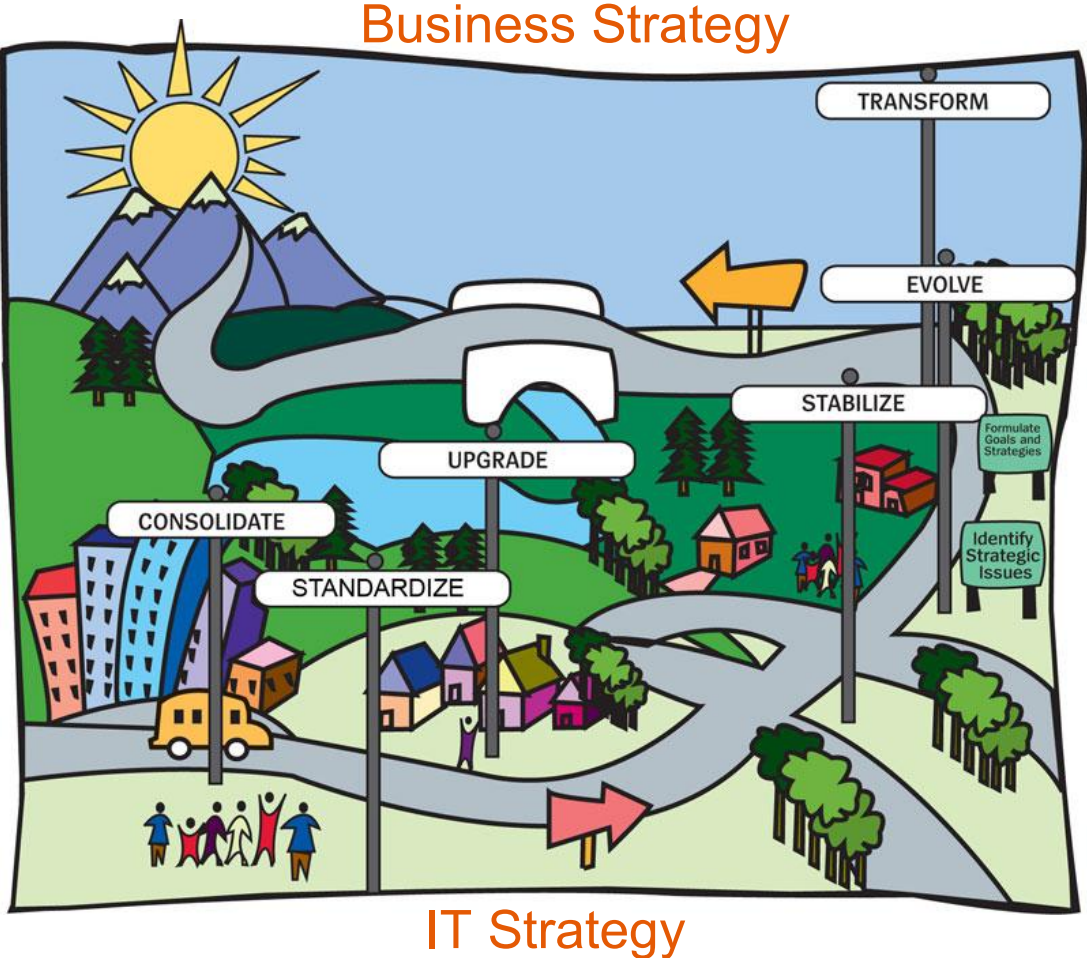 Business Strategy
TRANSFORM
EVOLVE
STABILIZE
Formulate
Goals and
Strategies
UPGRADE
CONSOLIDATE
Identify
Strategic
Issues
STANDARDIZE
IT Strategy